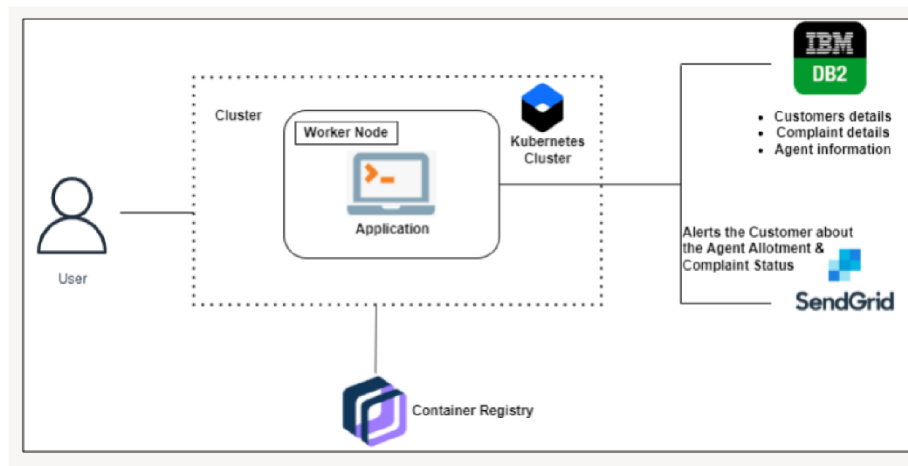 IBM
DB2
• Customers details
• Complaint details
• Agent information
Cluster
Worker Node
Kubernetes
Cluster
Application
User
Alerts the Customer about
the Agent Allotment &
Complaint Status
SendGrid
Container Registry